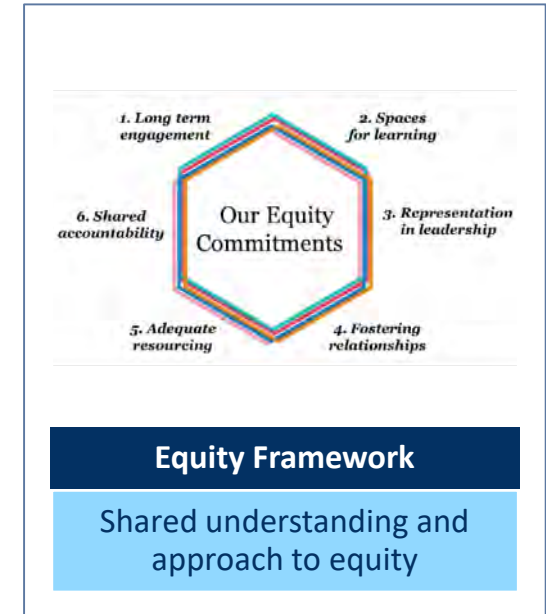 1. Long term
engagement
2. Spaces
for learning
6. Shared
accountability
Our Equity
Commitments
3. Representation
in leadership
5. Adequate
resourcing
4. Fostering
relationships
Equity Framework
Shared understanding and
approach to equity